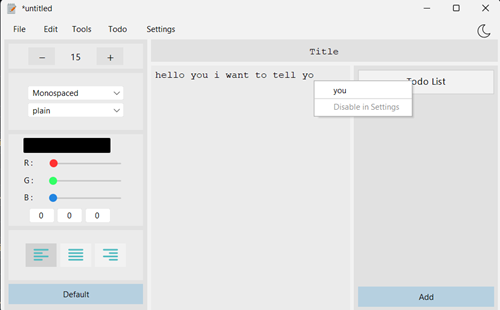 *untitled
File Edit Tools Todo Settings
− 15 +
Title
hello you i want to tell yo
you
Disable in Settings
Todo List
Monospaced
plain
R:
G:
B:
0 0 0
Default
Add